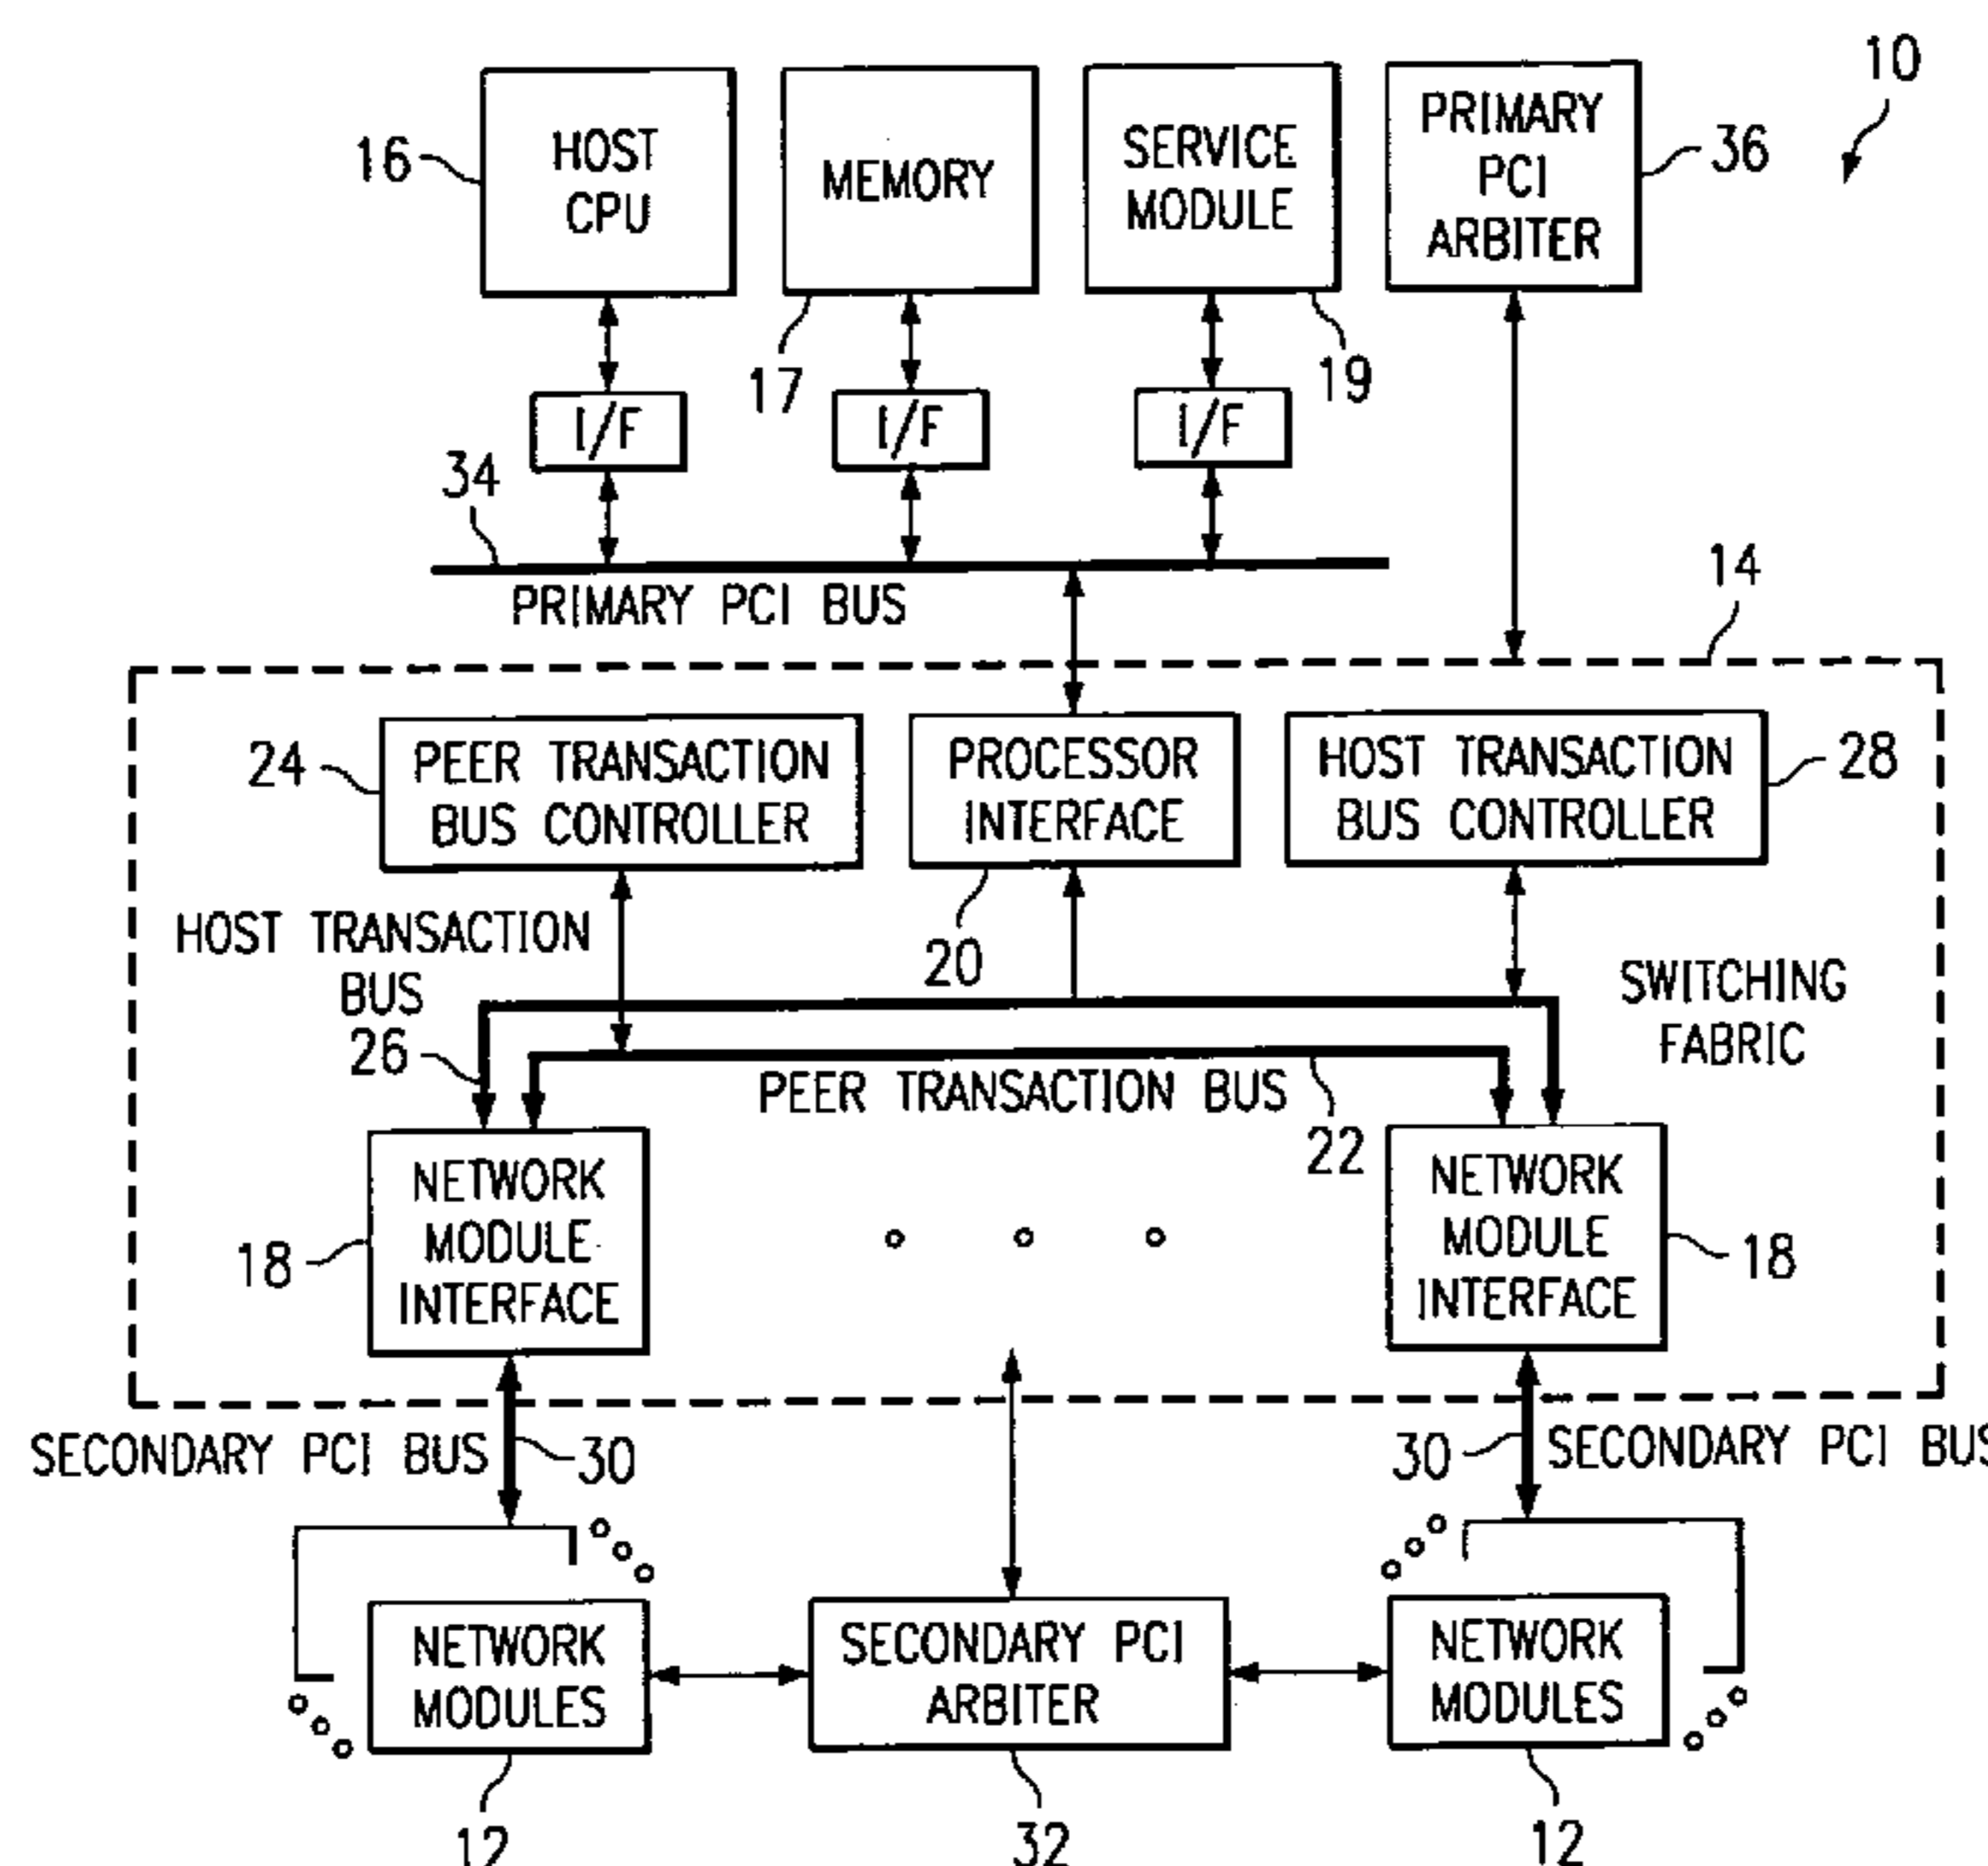 10
HOST
CPU
16
MEMORY
17
SERVICE
MODULE
19
PRIMARY
PCI
ARBITER
36
I/F
I/F
I/F
34
PRIMARY PCI BUS
14
24
PEER TRANSACTION
BUS CONTROLLER
PROCESSOR
INTERFACE
20
HOST TRANSACTION
BUS CONTROLLER
28
HOST TRANSACTION
BUS
26
SWITCHING
FABRIC
PEER TRANSACTION BUS
22
NETWORK
MODULE
INTERFACE
18
NETWORK
MODULE
INTERFACE
18
SECONDARY PCI BUS
30
30
SECONDARY PCI BUS
NETWORK
MODULES
12
SECONDARY PCI
ARBITER
32
NETWORK
MODULES
12